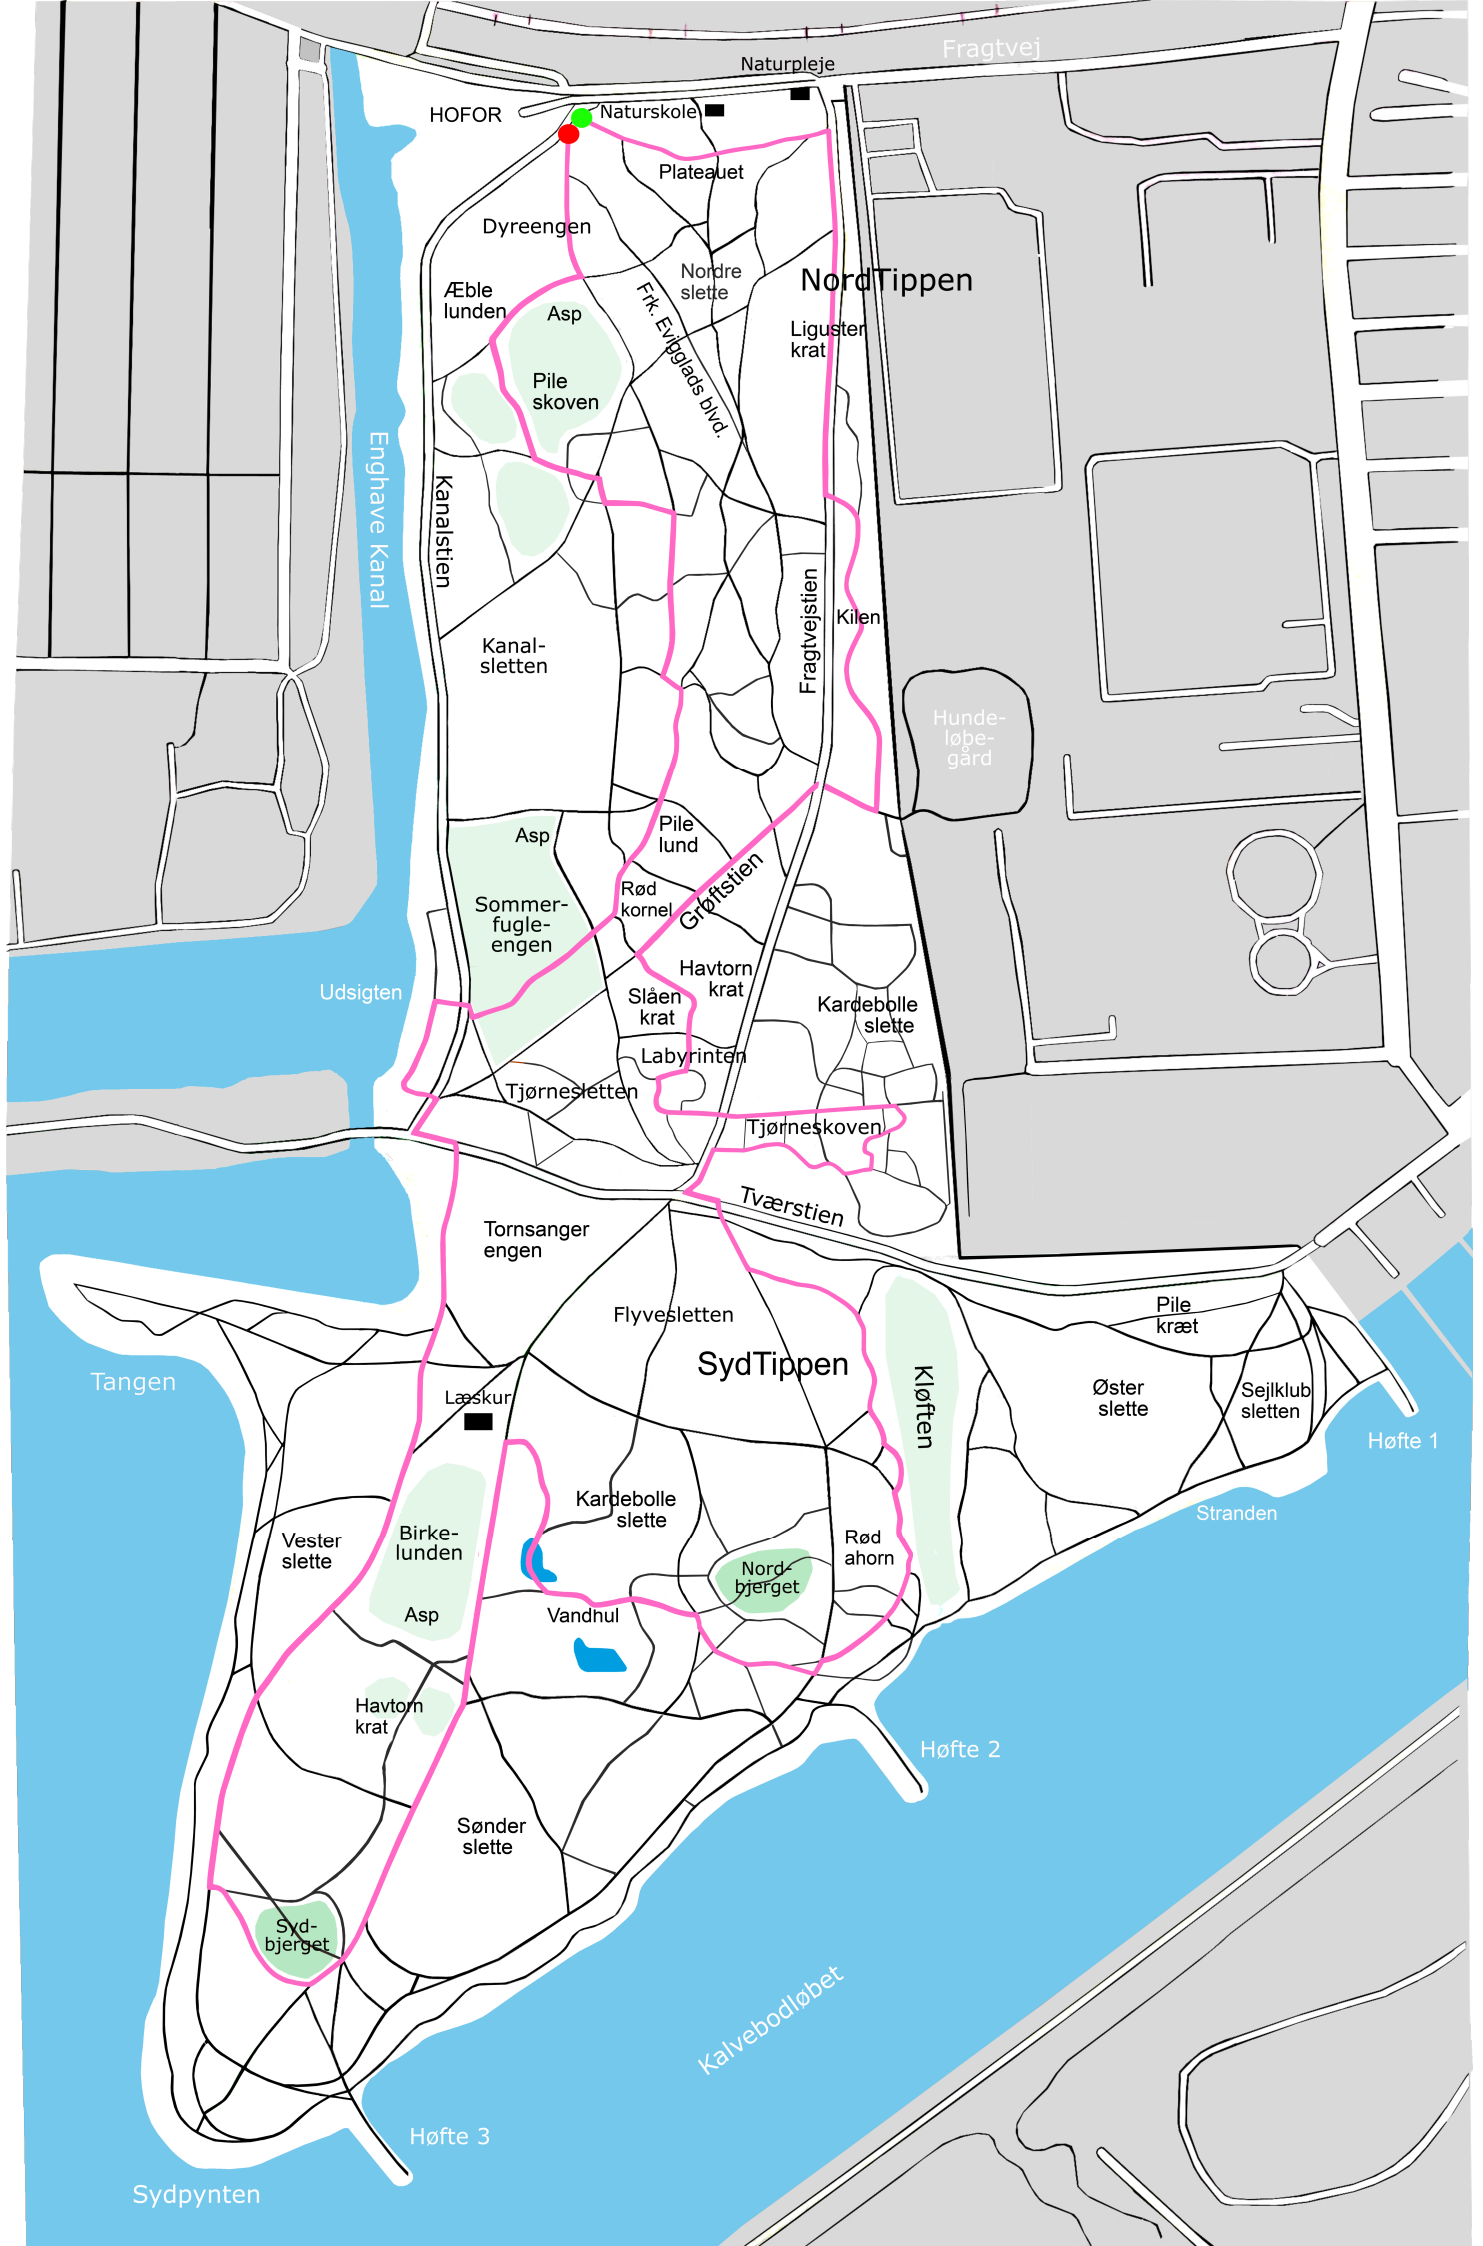 Fragtvej
Naturpleje
HOFOR
Naturskole
Plateauet
Dyreengen
Nordre
slette
NordTippen
Æble
lunden
Asp
Frk. Evigglads blvd.
Liguster
krat
Pile
skoven
Enghave Kanal
Kanalstien
Fragtvejstien
Kilen
Kanal-
sletten
Hunde-
løbe-
gård
Asp
Pile
lund
Rød
kornel
Grøftstien
Sommer-
fugle-
engen
Udsigten
Havtorn
krat
Slåen
krat
Kardebolle
slette
Labyrinten
Tjørnesletten
Tjørneskoven
Tværstien
Tornsanger
engen
Flyvesletten
Pile
kræt
SydTippen
Tangen
Læskur
Kløften
Øster
slette
Sejlklub
sletten
Høfte 1
Kardebolle
slette
Stranden
Vester
slette
Birke-
lunden
Rød
ahorn
Nord-
bjerget
Asp
Vandhul
Havtorn
krat
Høfte 2
Sønder
slette
Syd-
bjerget
Kalvebodløbet
Høfte 3
Sydpynten